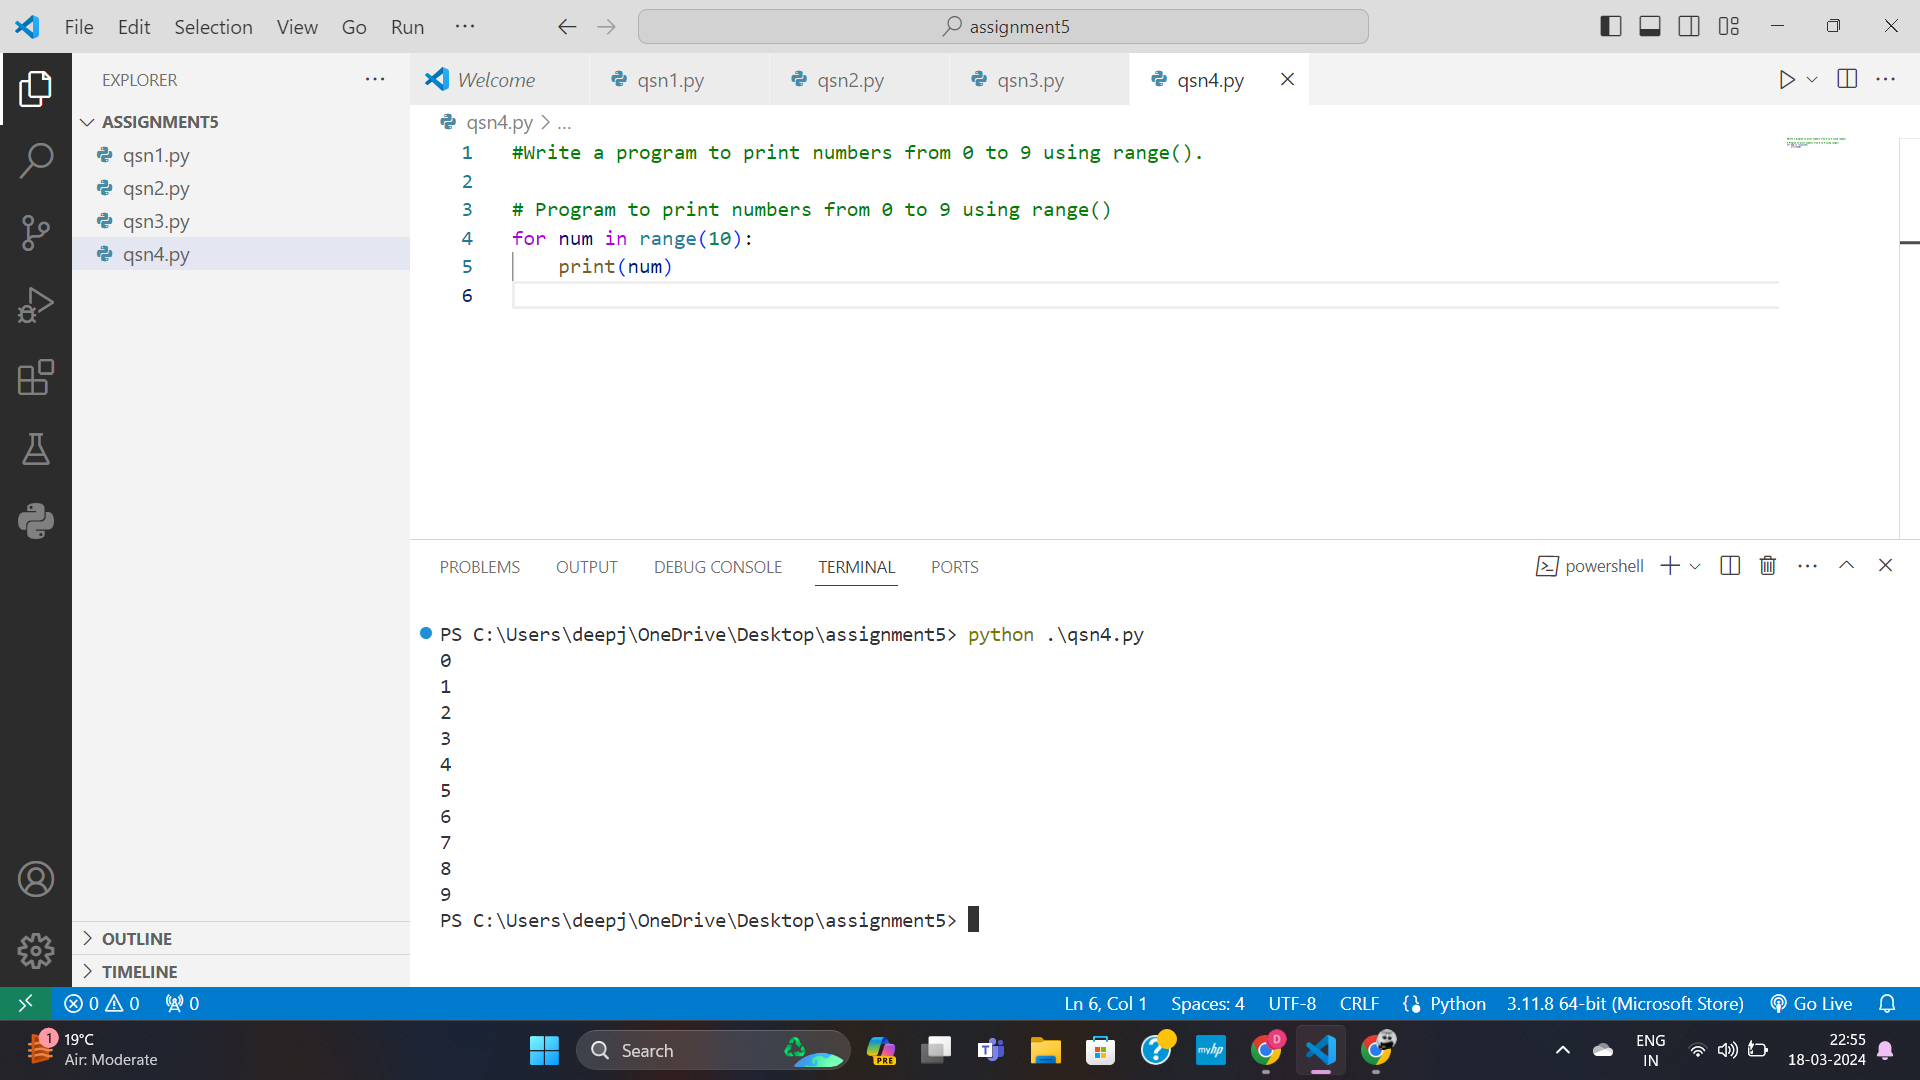 File Edit Selection View Go Run ···
assignment5
EXPLORER ···
Welcome qsn1.py qsn2.py qsn3.py qsn4.py
ASSIGNMENT5
qsn1.py
qsn2.py
qsn3.py
qsn4.py
OUTLINE
TIMELINE
qsn4.py > ...
1 #Write a program to print numbers from 0 to 9 using range().
2
3 # Program to print numbers from 0 to 9 using range()
4 for num in range(10):
5     print(num)
6
PROBLEMS OUTPUT DEBUG CONSOLE TERMINAL PORTS
powershell
PS C:\Users\deepj\OneDrive\Desktop\assignment5> python .\qsn4.py
0
1
2
3
4
5
6
7
8
9
PS C:\Users\deepj\OneDrive\Desktop\assignment5>
0 0 0
Ln 6, Col 1 Spaces: 4 UTF-8 CRLF Python 3.11.8 64-bit (Microsoft Store) Go Live
1
19°C
Air: Moderate
Search
PRE
myhp
D
ENG
IN
22:55
18-03-2024